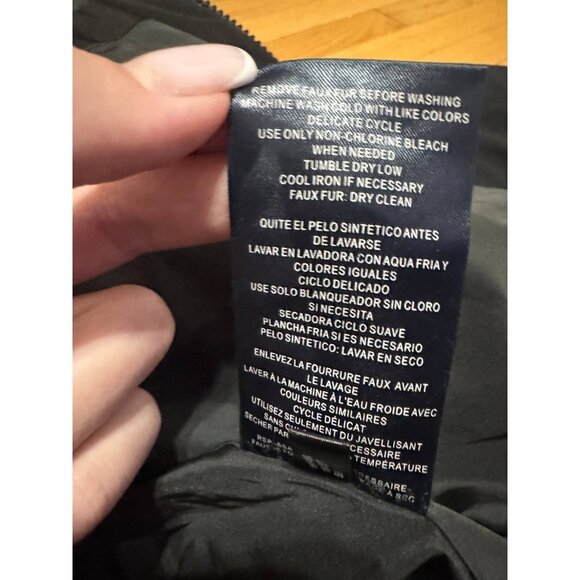 REMOVE FAUX FUR BEFORE WASHING
MACHINE WASH COLD WITH LIKE COLORS
DELICATE CYCLE
USE ONLY NON-CHLORINE BLEACH
WHEN NEEDED
TUMBLE DRY LOW
COOL IRON IF NECESSARY
FAUX FUR: DRY CLEAN
QUITE EL PELO SINTETICO ANTES
DE LAVARSE
LAVAR EN LAVADORA CON AQUA FRIA Y
COLORES IGUALES
CICLO DELICADO
USE SOLO BLANQUEADOR SIN CLORO
SI NECESITA
SECADORA CICLO SUAVE
PLANCHA FRIA SI ES NECESARIO
PELO SINTETICO: LAVAR EN SECO
ENLEVEZ LA FOURRURE FAUX AVANT
LE LAVAGE
LAVER À LA MACHINE À L'EAU FROIDE AVEC
COULEURS SIMILAIRES
CYCLE DÉLICAT
UTILISEZ SEULEMENT DU JAVELLISANT
SANS
SECHER PAR TEMPÉRATURE
À SEC